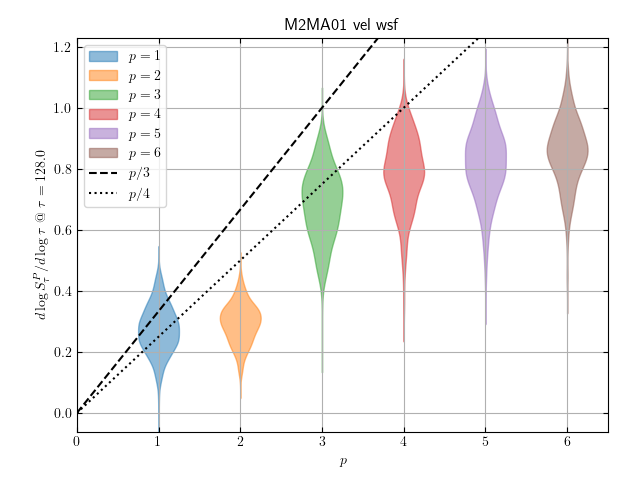 M2MA01 vel wsf
p = 1
p = 2
p = 3
p = 4
p = 5
p = 6
p/3
p/4
d log S_τ^P / d log τ @ τ = 128.0
1.2
1.0
0.8
0.6
0.4
0.2
0.0
0 1 2 3 4 5 6
p